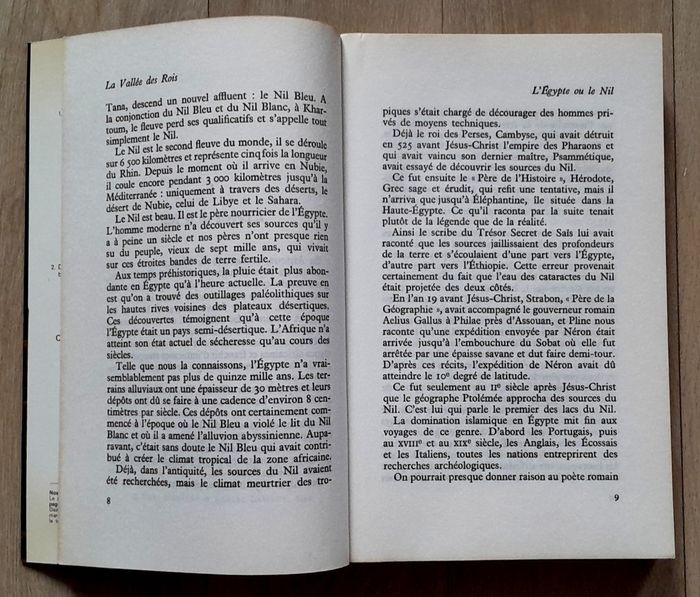 La Vallée des Rois
Tana, descend un nouvel affluent : le Nil Bleu. A
la conjonction du Nil Bleu et du Nil Blanc, à Khar-
toum, le fleuve perd ses qualificatifs et s'appelle tout
simplement le Nil.
Le Nil est le second fleuve du monde, il se déroule
sur 6 500 kilomètres et représente cinq fois la longueur
du Rhin. Depuis le moment où il arrive en Nubie,
il coule encore pendant 3 000 kilomètres jusqu'à la
Méditerranée : uniquement à travers des déserts, le
désert de Nubie, celui de Libye et le Sahara.
Le Nil est beau. Il est le père nourricier de l'Égypte.
L'homme moderne n'a découvert ses sources qu'il y
a à peine un siècle et nos pères n'ont presque rien
su du peuple, vieux de sept mille ans, qui vivait
sur ces étroites bandes de terre fertile.
Aux temps préhistoriques, la pluie était plus abon-
dante en Égypte qu'à l'heure actuelle. La preuve en
est qu'on a trouvé des outillages paléolithiques sur
les hautes rives voisines des plateaux désertiques.
Ces découvertes témoignent qu'à cette époque
l'Égypte était un pays semi-désertique. L'Afrique n'a
atteint son état actuel de sécheresse qu'au cours des
siècles.
Telle que nous la connaissons, l'Égypte n'a vrai-
semblablement pas plus de quinze mille ans. Les ter-
rains alluviaux ont une épaisseur de 30 mètres et leurs
dépôts ont dû se faire à une cadence d'environ 8 cen-
timètres par siècle. Ces dépôts ont certainement com-
mencé à l'époque où le Nil Bleu a violé le lit du Nil
Blanc et où il a amené l'alluvion abyssinienne. Aupa-
ravant, c'était sans doute le Nil Bleu qui avait contri-
bué à créer le climat tropical de la zone africaine.
Déjà, dans l'antiquité, les sources du Nil avaient
été recherchées, mais le climat meurtrier des tro-
8
L'Égypte ou le Nil
piques s'était chargé de décourager des hommes pri-
vés de moyens techniques.
Déjà le roi des Perses, Cambyse, qui avait détruit
en 525 avant Jésus-Christ l'empire des Pharaons et
qui avait vaincu son dernier maître, Psammétique,
avait essayé de découvrir les sources du Nil.
Ce fut ensuite le « Père de l'Histoire », Hérodote,
Grec sage et érudit, qui refit une tentative, mais il
n'arriva que jusqu'à Éléphantine, île située dans la
Haute-Égypte. Ce qu'il raconta par la suite tenait
plutôt de la légende que de la réalité.
Ainsi le scribe du Trésor Secret de Saïs lui avait
raconté que les sources jaillissaient des profondeurs
de la terre et s'écoulaient d'une part vers l'Égypte,
d'autre part vers l'Éthiopie. Cette erreur provenait
certainement du fait que l'eau des cataractes du Nil
était projetée des deux côtés.
En l'an 19 avant Jésus-Christ, Strabon, « Père de la
Géographie », avait accompagné le gouverneur romain
Aelius Gallus à Philae près d'Assouan, et Pline nous
raconte qu'une expédition envoyée par Néron était
arrivée jusqu'à l'embouchure du Sobat où elle fut
arrêtée par une épaisse savane et dut faire demi-tour.
D'après ces récits, l'expédition de Néron avait dû
atteindre le 10e degré de latitude.
Ce fut seulement au IIe siècle après Jésus-Christ
que le géographe Ptolémée approcha des sources du
Nil. C'est lui qui parle le premier des lacs du Nil.
La domination islamique en Égypte mit fin aux
voyages de ce genre. D'abord les Portugais, puis
au XVIIIe et au XIXe siècle, les Anglais, les Écossais
et les Italiens, toutes les nations entreprirent des
recherches archéologiques.
On pourrait presque donner raison au poète romain
9